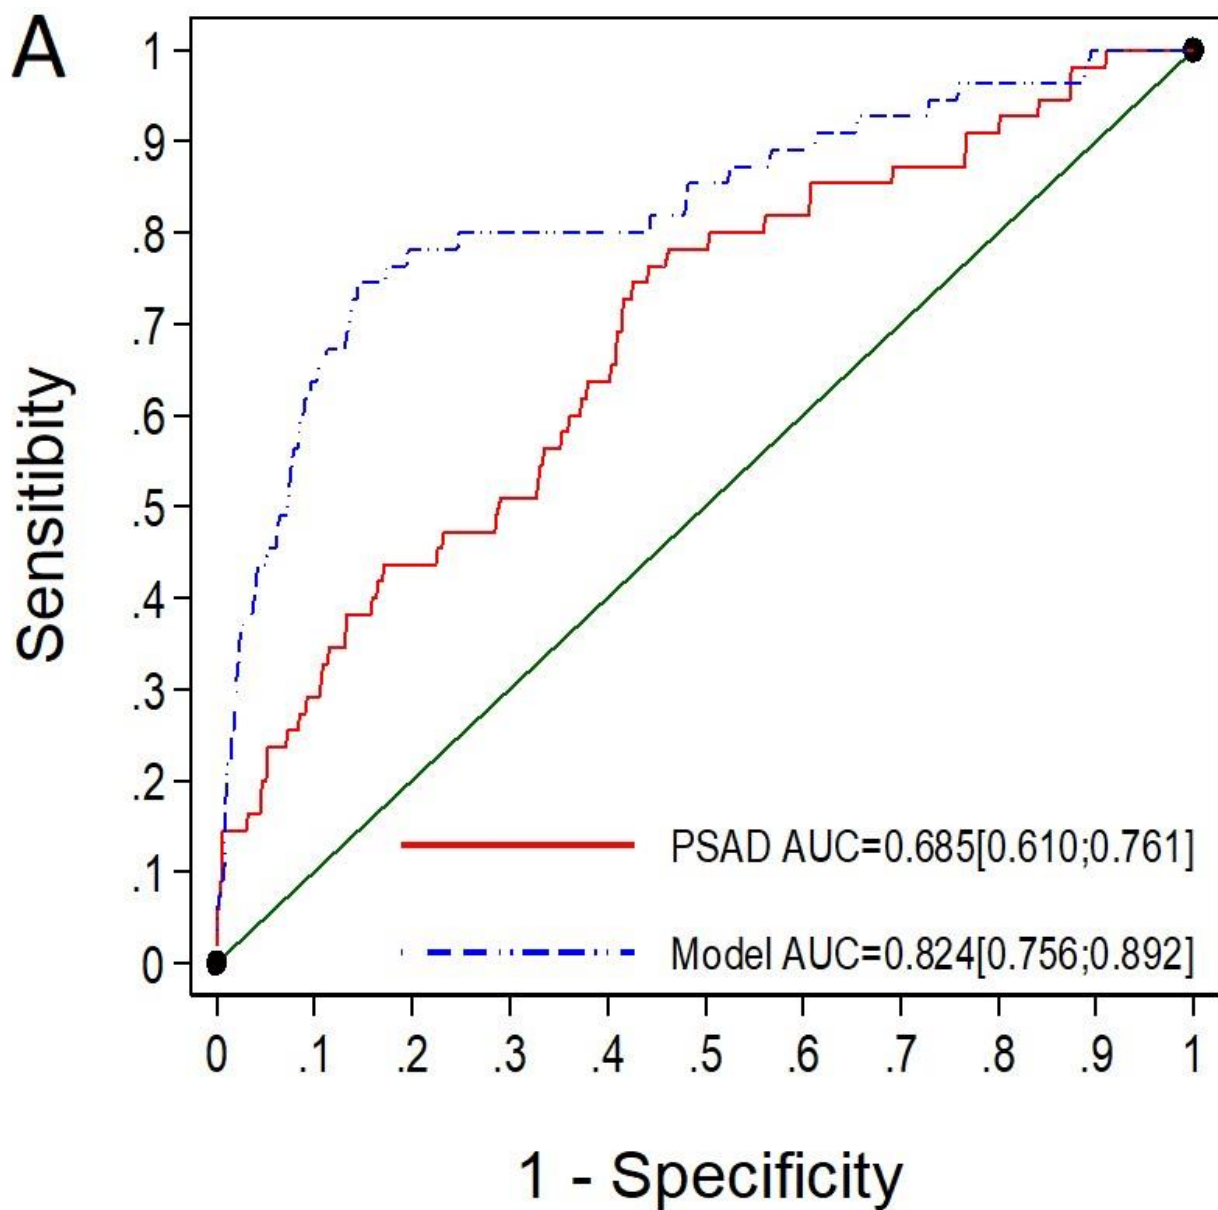 A
1
.9
.8
.7
.6
.5
.4
.3
.2
.1
0
Sensitibity
PSAD AUC=0.685[0.610;0.761]
Model AUC=0.824[0.756;0.892]
0 .1 .2 .3 .4 .5 .6 .7 .8 .9 1
1 - Specificity